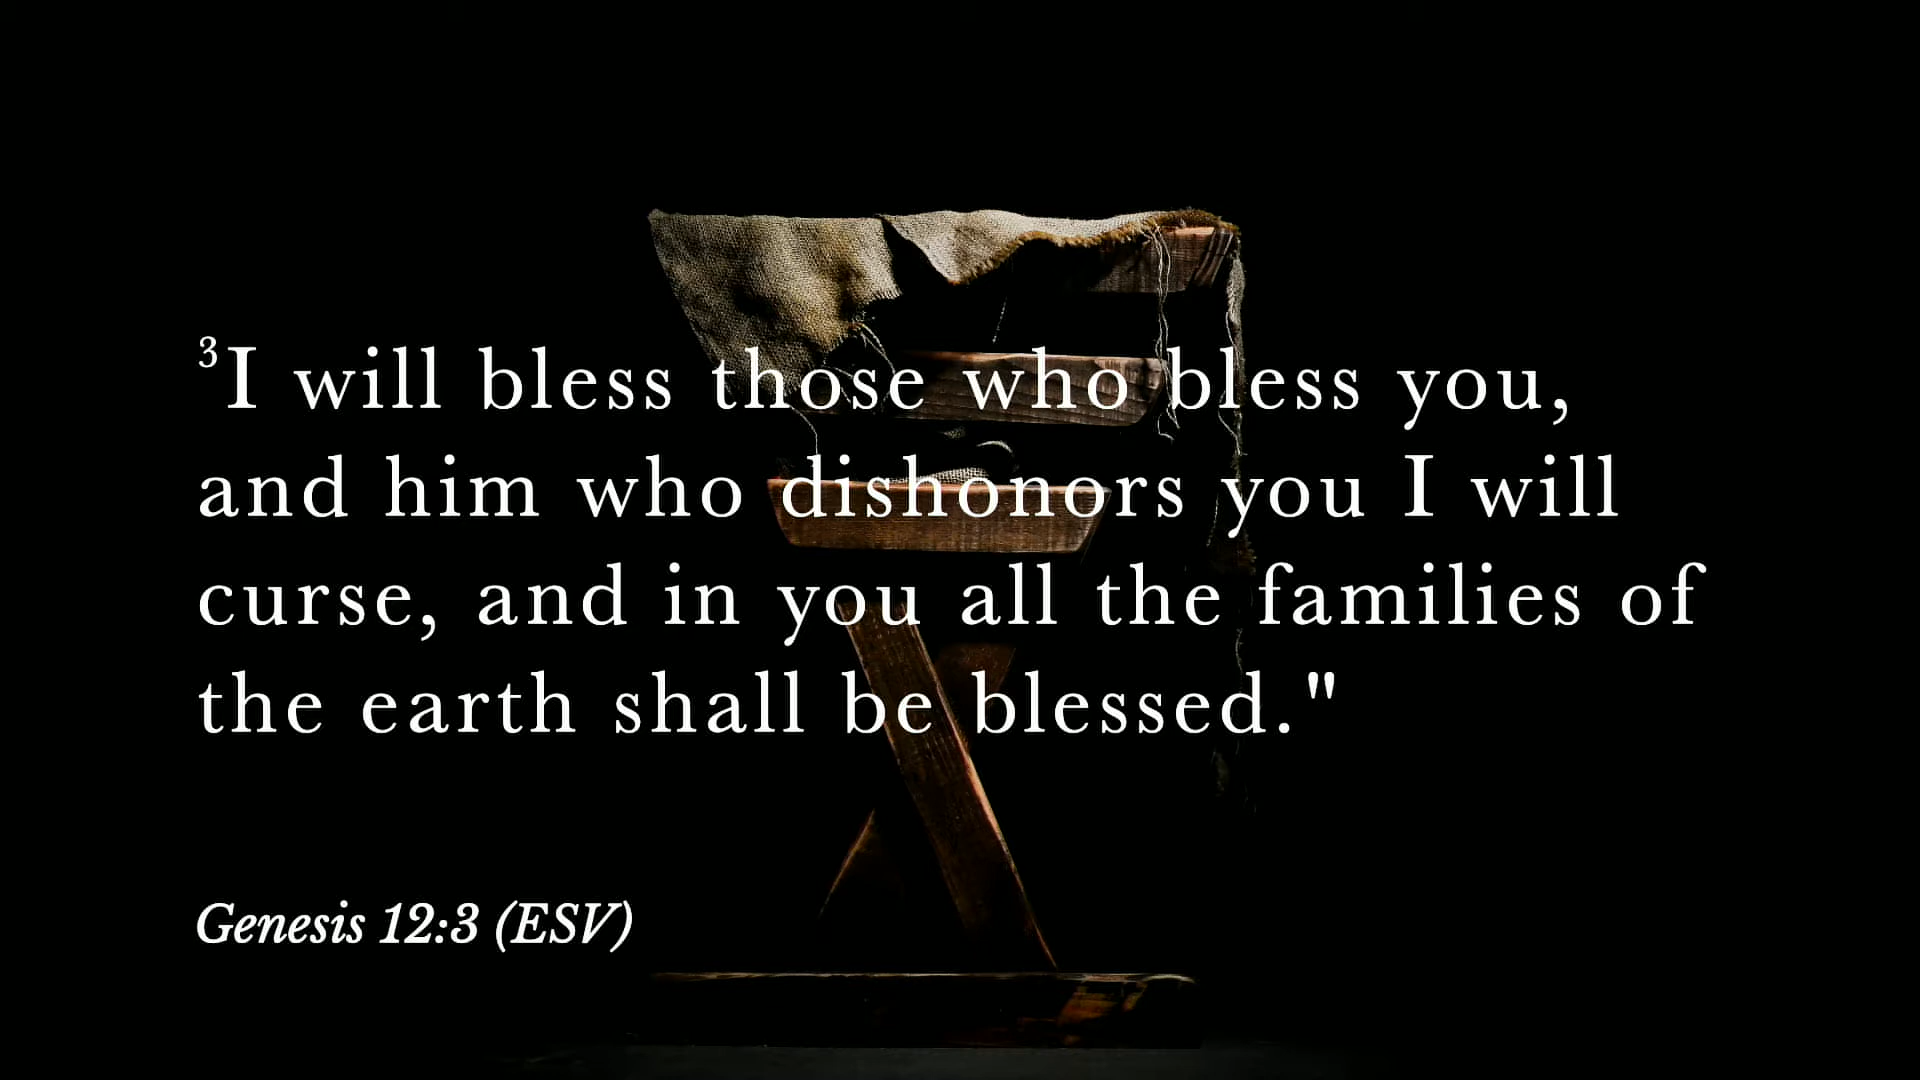 ³I will bless those who bless you,
and him who dishonors you I will
curse, and in you all the families of
the earth shall be blessed."
Genesis 12:3 (ESV)